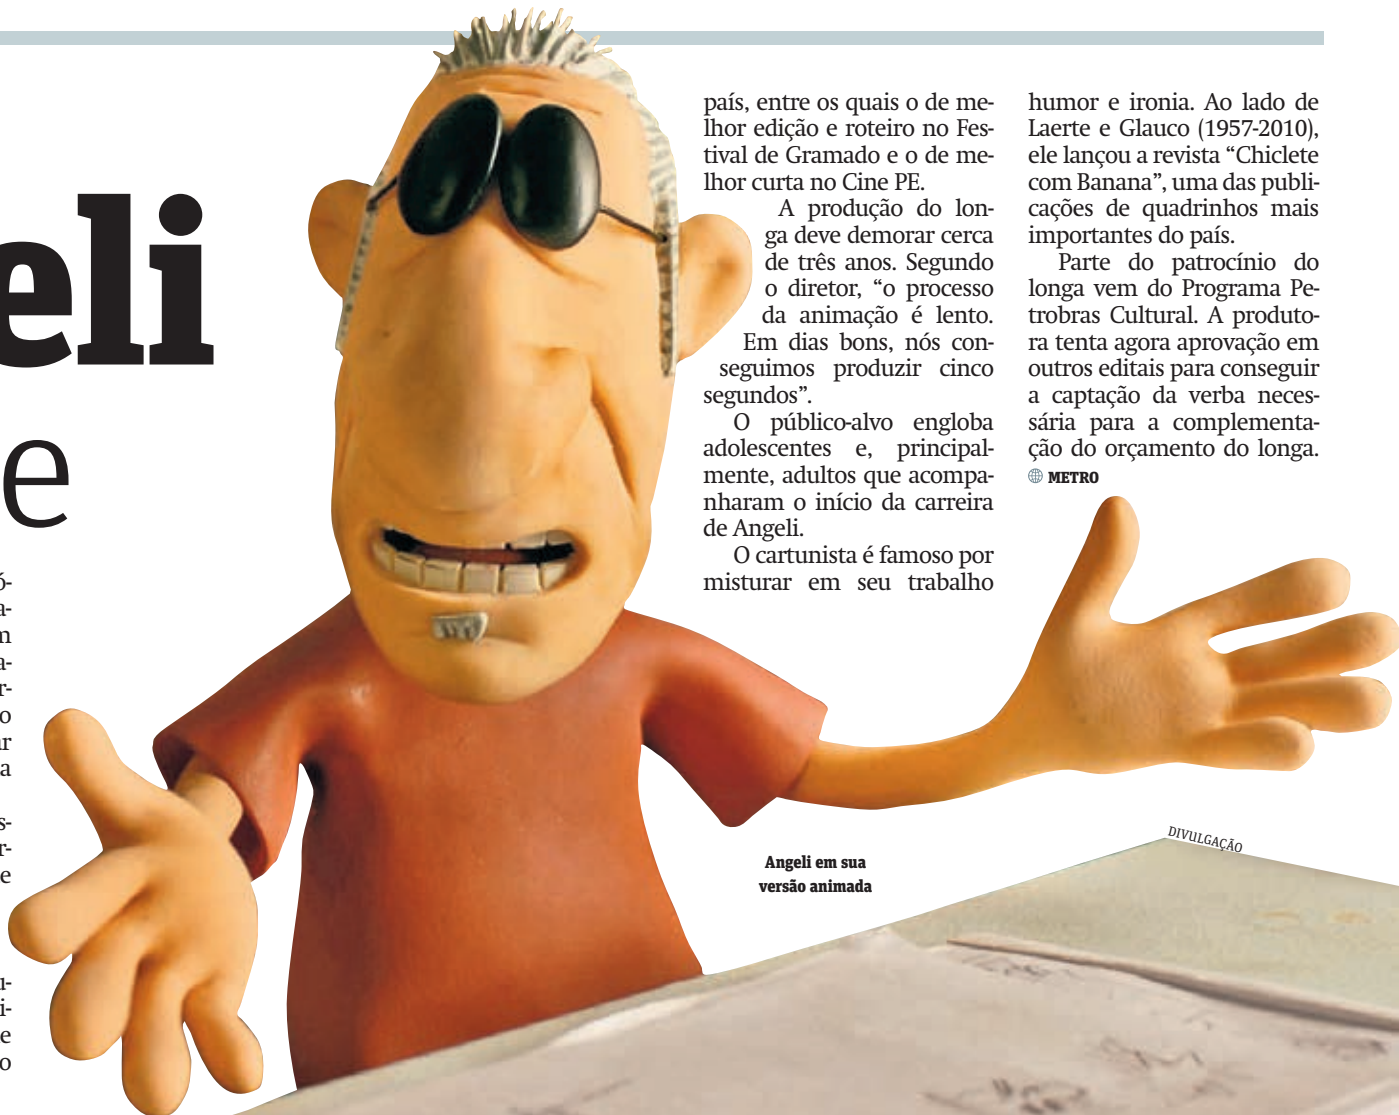 eli
e
ó-
a-
m
a-
r-
o
ar
a
s-
r-
e
u-
i-
e
o
país, entre os quais o de me-
lhor edição e roteiro no Fes-
tival de Gramado e o de me-
lhor curta no Cine PE.
A produção do lon-
ga deve demorar cerca
de três anos. Segundo
o diretor, “o processo
da animação é lento.
Em dias bons, nós con-
seguimos produzir cinco
segundos”.
O público-alvo engloba
adolescentes e, principal-
mente, adultos que acompa-
nharam o início da carreira
de Angeli.
O cartunista é famoso por
misturar em seu trabalho
humor e ironia. Ao lado de
Laerte e Glauco (1957-2010),
ele lançou a revista “Chiclete
com Banana”, uma das publi-
cações de quadrinhos mais
importantes do país.
Parte do patrocínio do
longa vem do Programa Pe-
trobras Cultural. A produto-
ra tenta agora aprovação em
outros editais para conseguir
a captação da verba neces-
sária para a complementa-
ção do orçamento do longa.
METRO
Angeli em sua
versão animada
DIVULGAÇÃO